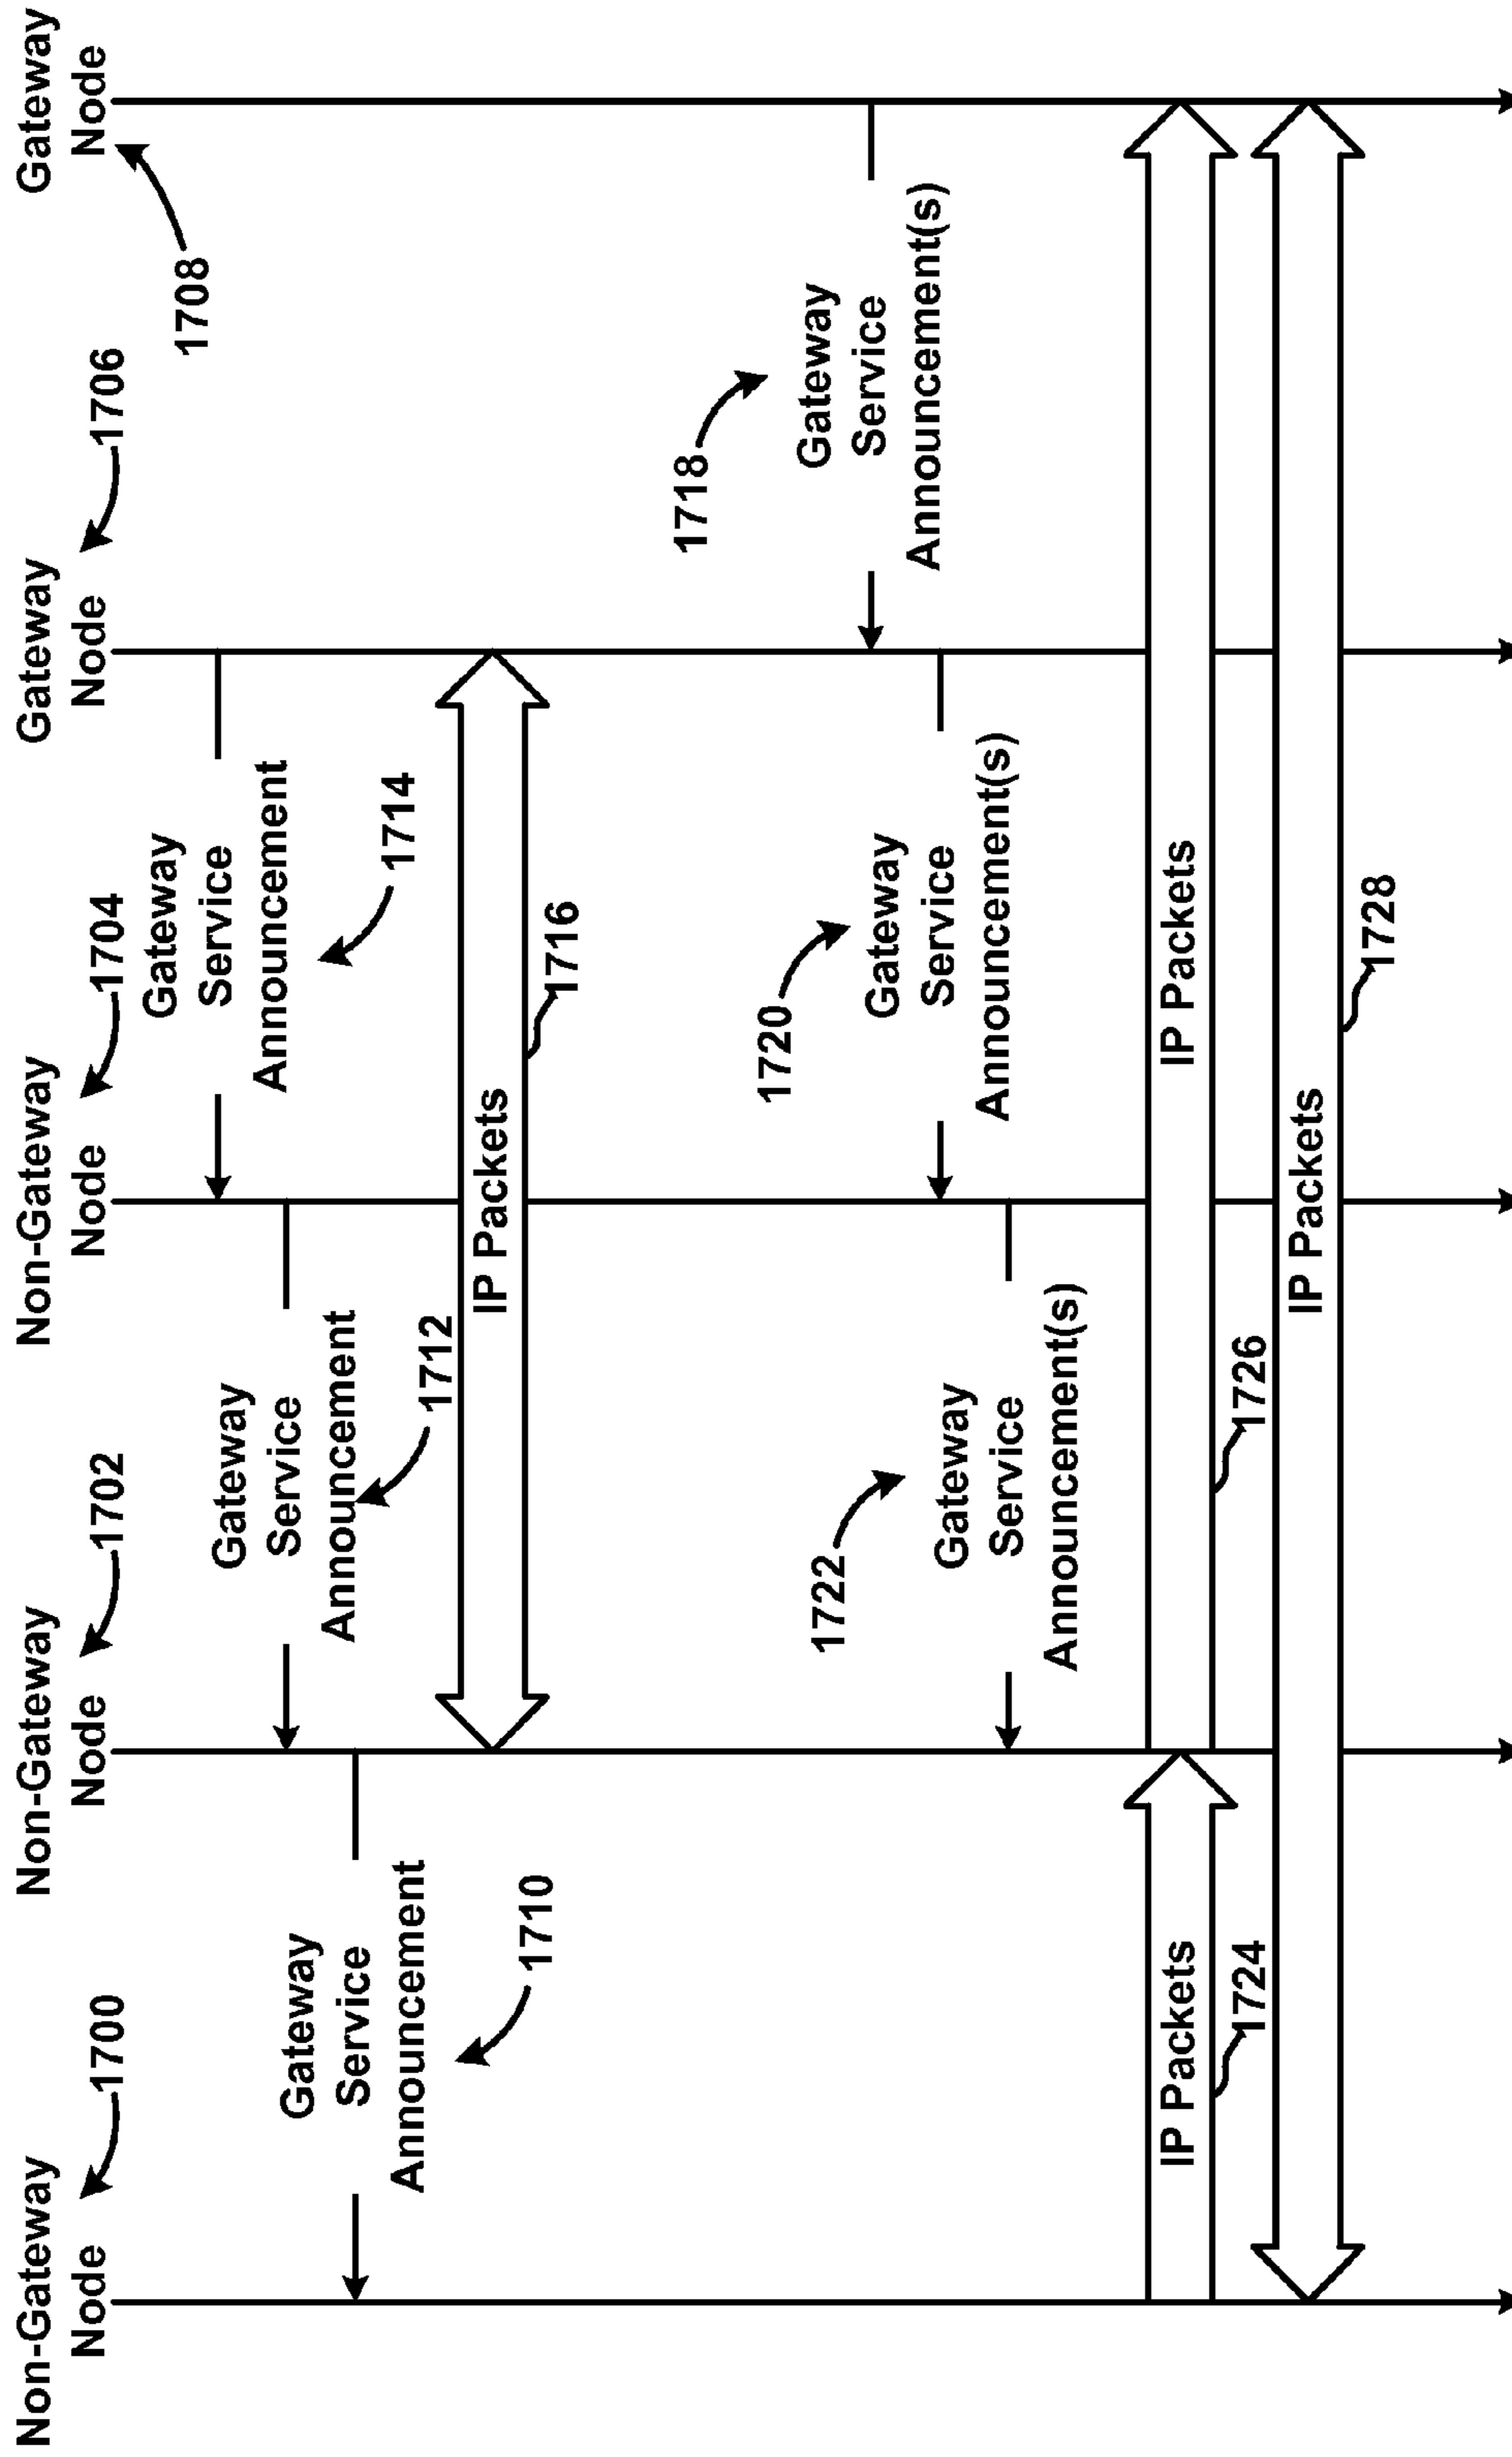 Non-Gateway
Node
1700
Non-Gateway
Node
1702
Non-Gateway
Node
1704
Gateway
Node
1706
Gateway
Node
1708
Gateway
Service
Announcement
1714
Gateway
Service
Announcement
1712
Gateway
Service
Announcement
1710
IP Packets
1716
1718
Gateway
Service
Announcement(s)
1720
Gateway
Service
Announcement(s)
1722
Gateway
Service
Announcement(s)
IP Packets
1724
IP Packets
1726
IP Packets
1728